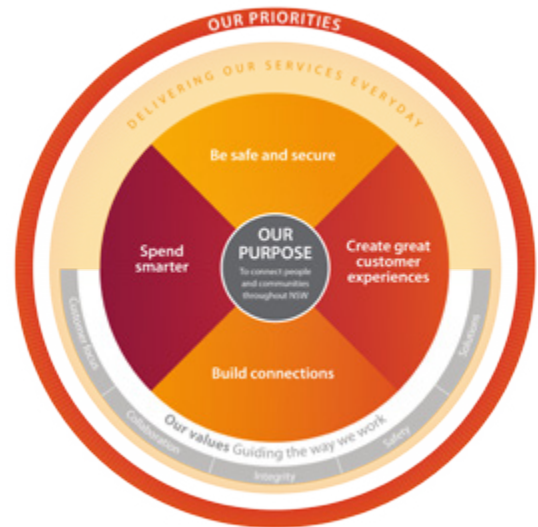 OUR PRIORITIES
DELIVERING OUR SERVICES EVERYDAY
Be safe and secure
Spend
smarter
OUR
PURPOSE
To connect people
and communities
throughout NSW
Create great
customer
experiences
Build connections
Our values Guiding the way we work
Customer focus
Collaboration
Integrity
Safety
Solutions